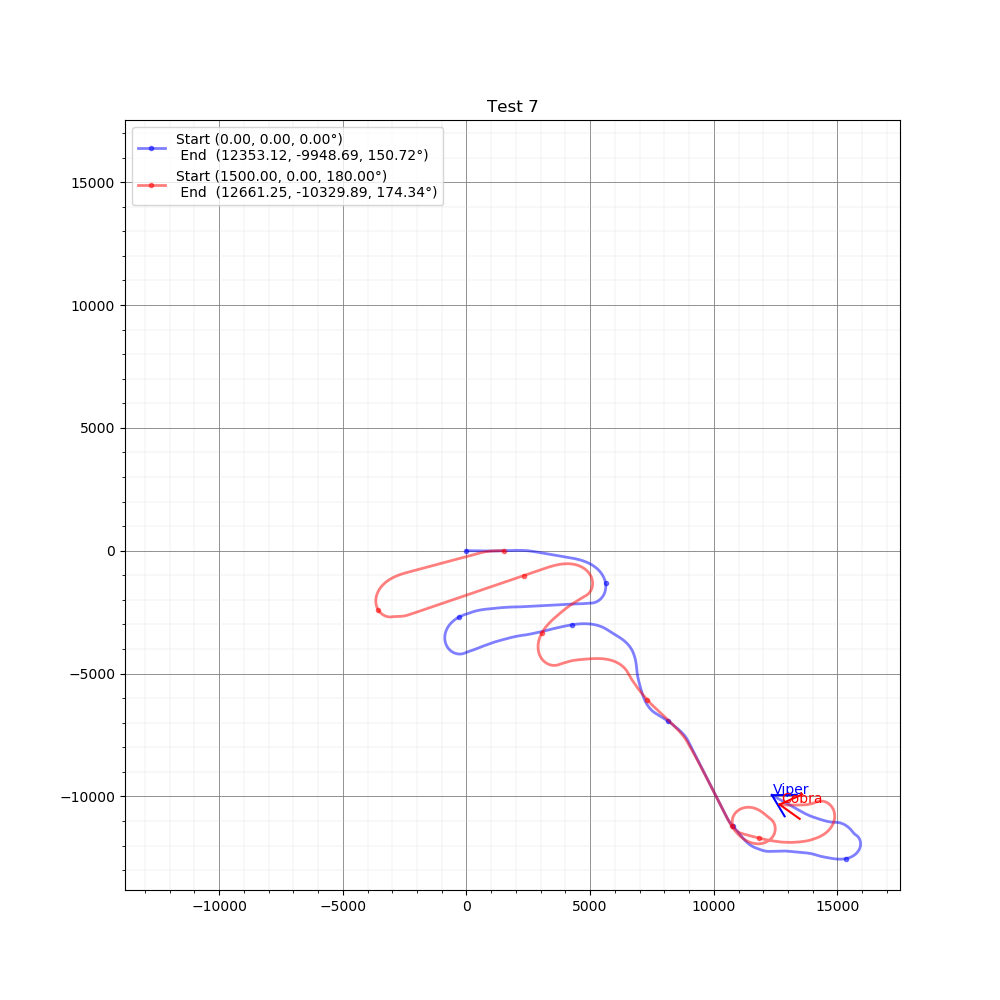 Test 7
Start (0.00, 0.00, 0.00°)
End  (12353.12, -9948.69, 150.72°)
Start (1500.00, 0.00, 180.00°)
End  (12661.25, -10329.89, 174.34°)
15000
10000
5000
0
−5000
−10000
Viper
Cobra
−10000
−5000
0
5000
10000
15000